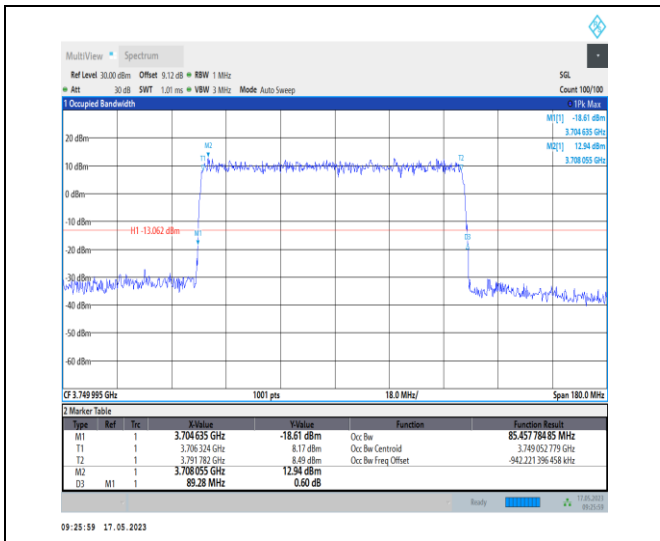 MultiView Spectrum
Ref Level 30.00 dBm Offset 9.12 dB RBW 1 MHz SGL
Att 30 dB SWT 1.01 ms VBW 3 MHz Mode Auto Sweep Count 100/100
1 Occupied Bandwidth 1Pk Max
M1[1] -18.61 dBm
3.704 635 GHz
M2[1] 12.94 dBm
3.708 055 GHz
20 dBm
M2
T1 T2
10 dBm
0 dBm
-10 dBm
H1 -13.062 dBm
M1 D3
-20 dBm
-30 dBm
-40 dBm
-50 dBm
-60 dBm
CF 3.749 995 GHz 1001 pts 18.0 MHz/ Span 180.0 MHz
2 Marker Table
Type Ref Trc X-Value Y-Value Function Function Result
M1 1 3.704 635 GHz -18.61 dBm Occ Bw 85.457 784 85 MHz
T1 1 3.706 324 GHz 8.17 dBm Occ Bw Centroid 3.749 052 779 GHz
T2 1 3.791 782 GHz 8.49 dBm Occ Bw Freq Offset -942.221 396 458 kHz
M2 1 3.708 055 GHz 12.94 dBm
D3 M1 1 89.28 MHz 0.60 dB
Ready 17.05.2023
09:25:58
09:25:59 17.05.2023